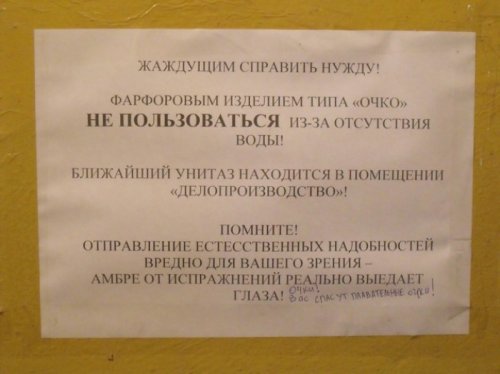 ЖАЖДУЩИМ СПРАВИТЬ НУЖДУ!
ФАРФОРОВЫМ ИЗДЕЛИЕМ ТИПА «ОЧКО»
НЕ ПОЛЬЗОВАТЬСЯ ИЗ-ЗА ОТСУТСТВИЯ
ВОДЫ!
БЛИЖАЙШИЙ УНИТАЗ НАХОДИТСЯ В ПОМЕЩЕНИИ
«ДЕЛОПРОИЗВОДСТВО»!
ПОМНИТЕ!
ОТПРАВЛЕНИЕ ЕСТЕССТВЕННЫХ НАДОБНОСТЕЙ
ВРЕДНО ДЛЯ ВАШЕГО ЗРЕНИЯ –
АМБРЕ ОТ ИСПРАЖНЕНИЙ РЕАЛЬНО ВЫЕДАЕТ
ГЛАЗА!
ОЧКИ!
ВАС СПАСУТ ПЛАВАТЕЛЬНЫЕ ОЧКИ!